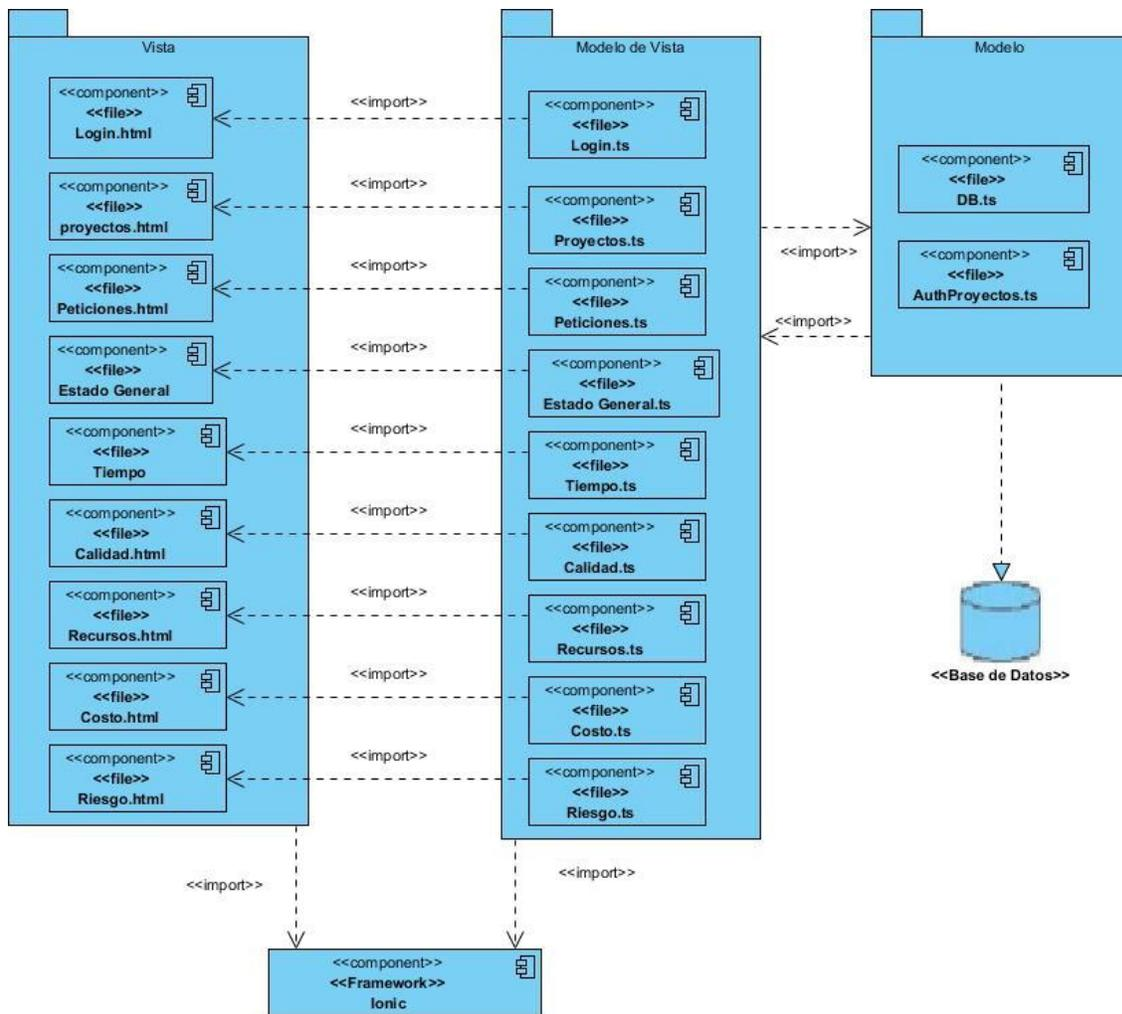 Vista
<<component>>
<<file>>
Login.html
<<component>>
<<file>>
proyectos.html
<<component>>
<<file>>
Peticiones.html
<<component>>
<<file>>
Estado General
<<component>>
<<file>>
Tiempo
<<component>>
<<file>>
Calidad.html
<<component>>
<<file>>
Recursos.html
<<component>>
<<file>>
Costo.html
<<component>>
<<file>>
Riesgo.html
<<import>>
<<import>>
<<import>>
<<import>>
<<import>>
<<import>>
<<import>>
<<import>>
<<import>>
Modelo de Vista
<<component>>
<<file>>
Login.ts
<<component>>
<<file>>
Proyectos.ts
<<component>>
<<file>>
Peticiones.ts
<<component>>
<<file>>
Estado General.ts
<<component>>
<<file>>
Tiempo.ts
<<component>>
<<file>>
Calidad.ts
<<component>>
<<file>>
Recursos.ts
<<component>>
<<file>>
Costo.ts
<<component>>
<<file>>
Riesgo.ts
<<import>>
<<import>>
Modelo
<<component>>
<<file>>
DB.ts
<<component>>
<<file>>
AuthProyectos.ts
<<Base de Datos>>
<<import>>
<<import>>
<<component>>
<<Framework>>
Ionic